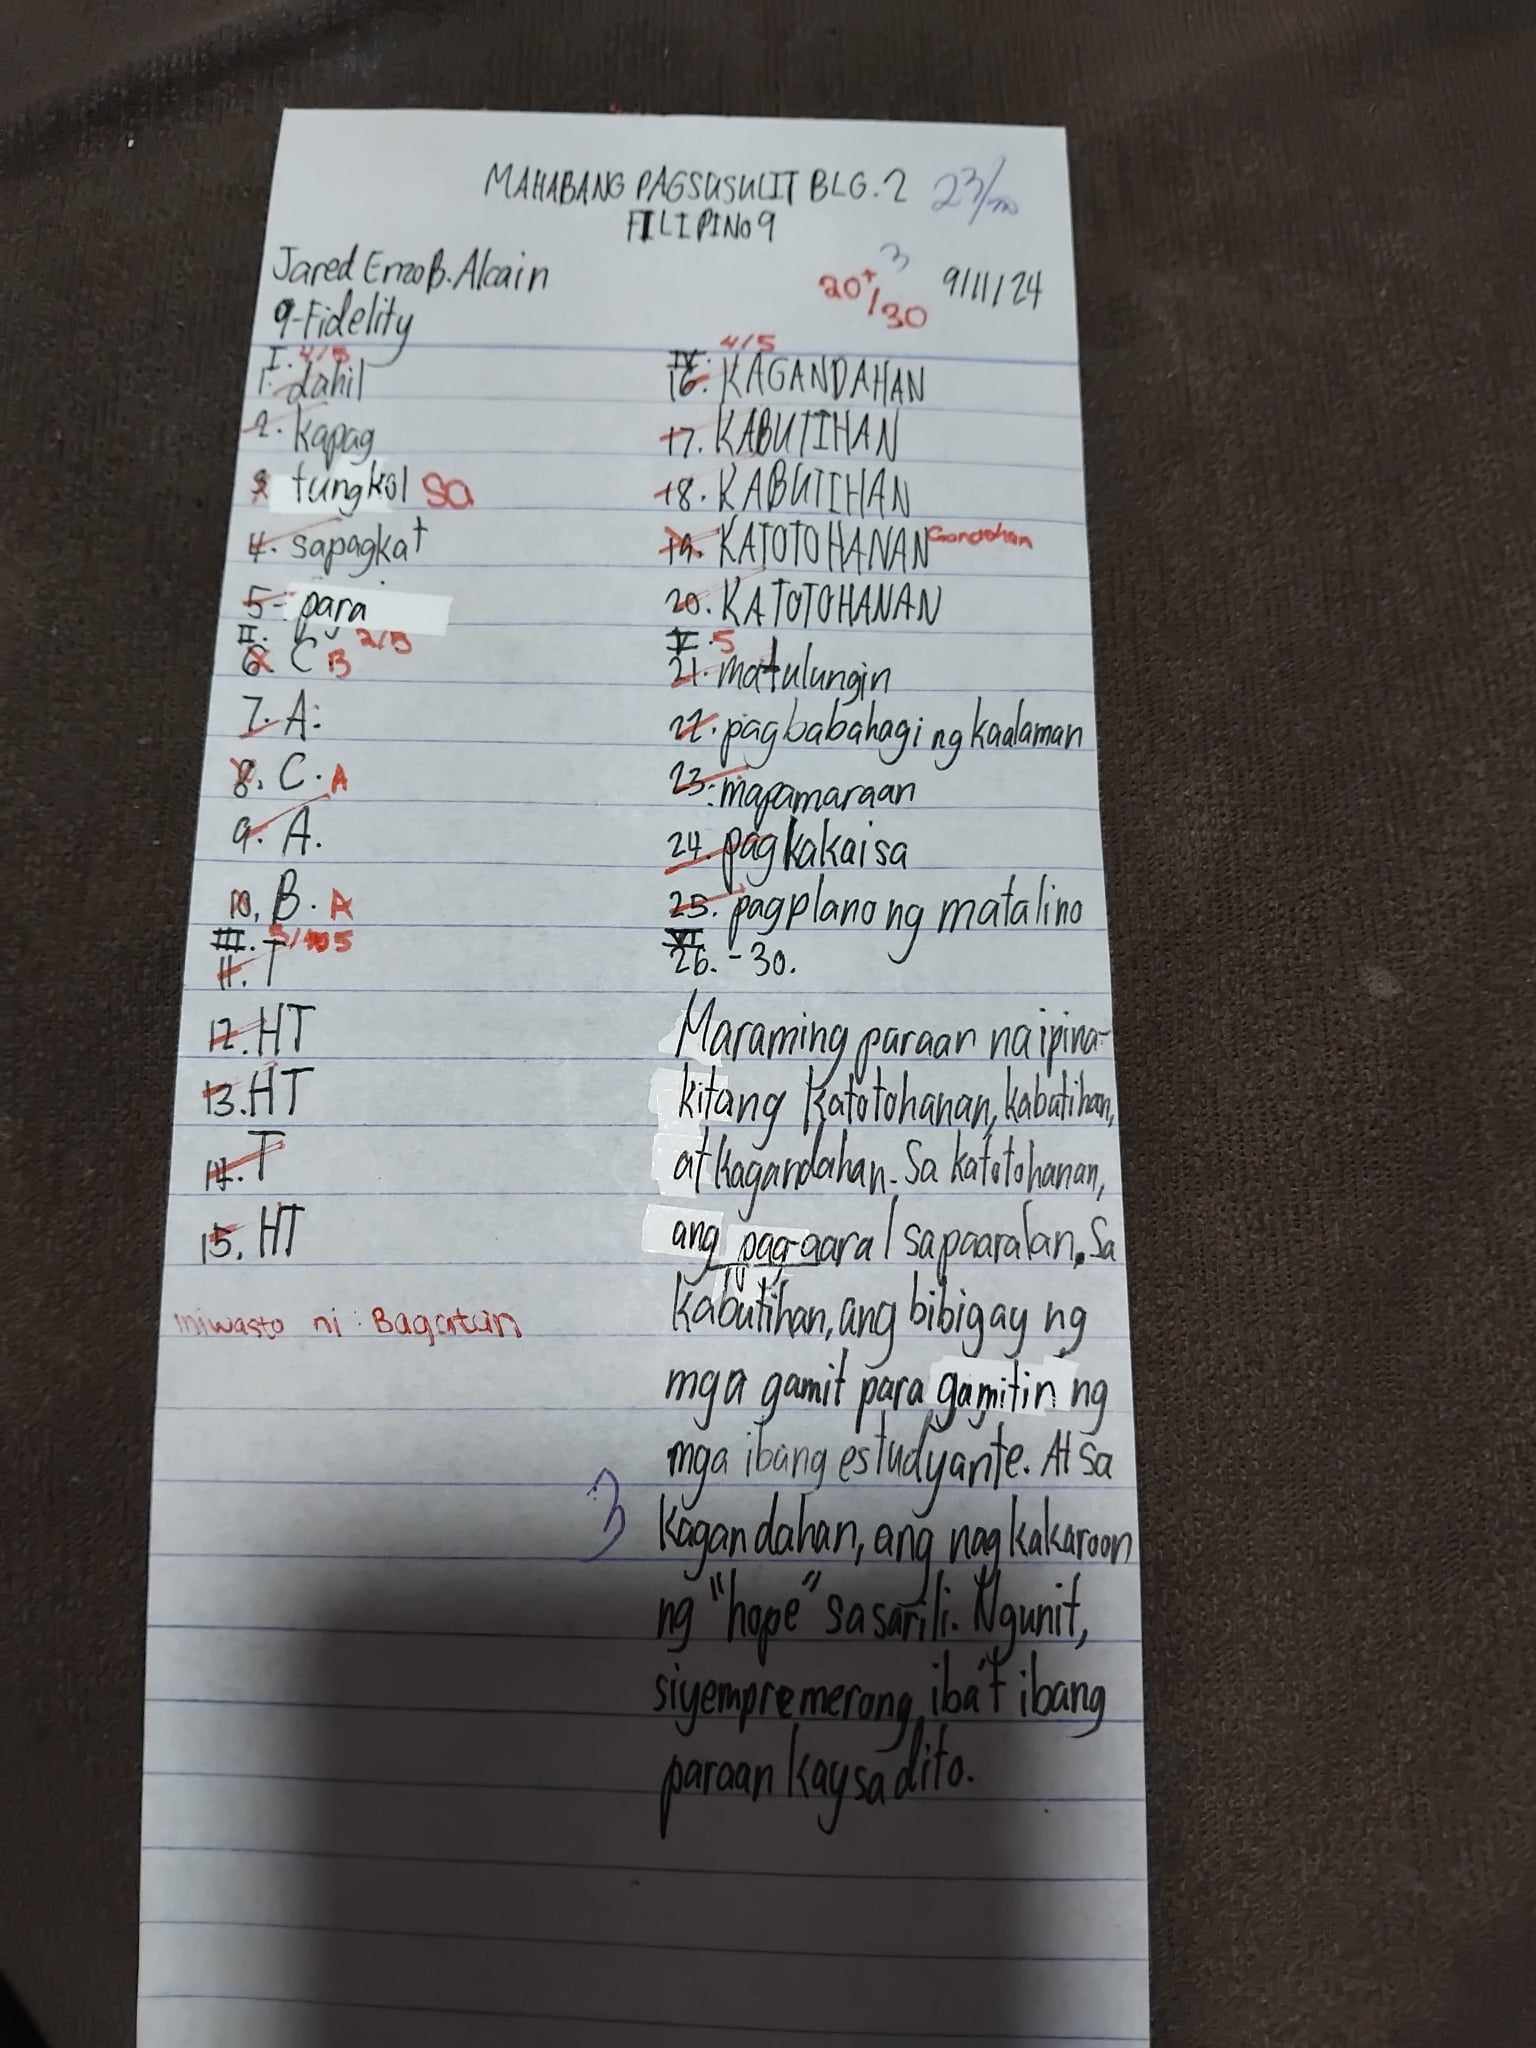 MAHABANG PAGSUSULIT BLG. 2 23/30
FILIPINO 9
Jared Enzo B. Alcain
20+3/30 9/11/24
9-Fidelity
I. 4/5
1. dahil
2. kapag
3. tungkol sa
4. sapagkat
5. para
II. 2/5
6. C B
7. A.
8. C. A
9. A.
10. B. A
III. 5/5
11. T
12. HT
13. HT
14. T
15. HT
iniwasto ni: Bagatan
IV. 4/5
16. KAGANDAHAN
17. KABUTIHAN
18. KABUTIHAN
19. KATOTOHANAN Gandahan
20. KATOTOHANAN
V. 5
21. matulungin
22. pagbabahagi ng kaalaman
23. mapamaraan
24. pagkakaisa
25. pagplano ng matalino
VI
26. - 30.
Maraming paraan na ipina-
kitang katotohanan, kabutihan,
at kagandahan. Sa katotohanan,
ang pag-aaral sa paaralan. Sa
kabutihan, ang bibigay ng
mga gamit para gamitin ng
mga ibang estudyante. At sa
3 kagandahan, ang nagkakaroon
ng "hope" sa sarili. Ngunit,
siyempre merong iba't ibang
paraan kaysa dito.